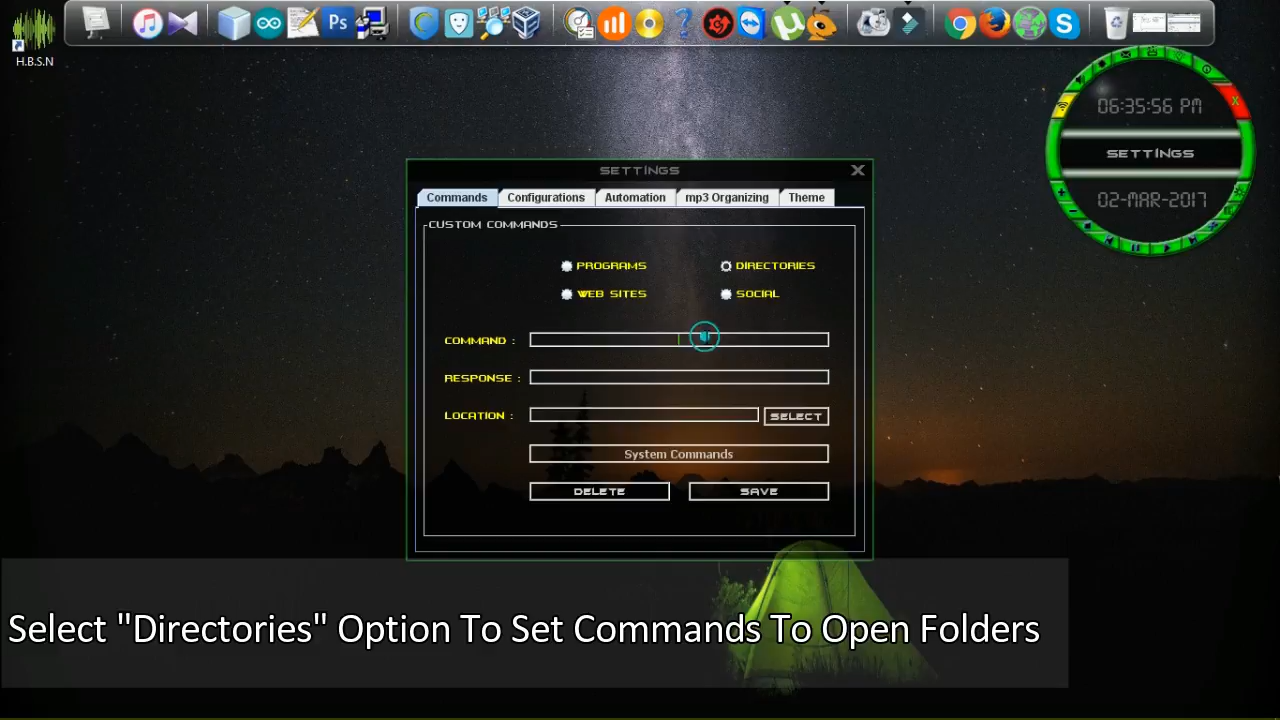 Ps
S
H.B.S.N
06:35:56 PM
SETTINGS
02-MAR-2017
X
SETTINGS
X
Commands
Configurations
Automation
mp3 Organizing
Theme
CUSTOM COMMANDS
PROGRAMS
DIRECTORIES
WEB SITES
SOCIAL
COMMAND :
RESPONSE :
LOCATION :
SELECT
System Commands
DELETE
SAVE
Select "Directories" Option To Set Commands To Open Folders